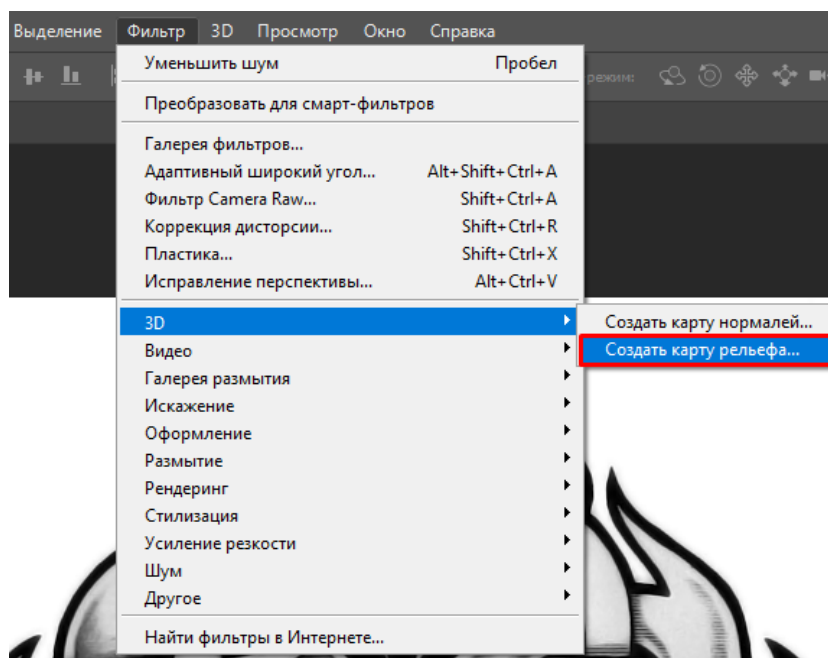 Выделение Фильтр 3D Просмотр Окно Справка
режим:
Уменьшить шум Пробел
Преобразовать для смарт-фильтров
Галерея фильтров...
Адаптивный широкий угол... Alt+Shift+Ctrl+A
Фильтр Camera Raw... Shift+Ctrl+A
Коррекция дисторсии... Shift+Ctrl+R
Пластика... Shift+Ctrl+X
Исправление перспективы... Alt+Ctrl+V
3D
Создать карту нормалей...
Видео
Создать карту рельефа...
Галерея размытия
Искажение
Оформление
Размытие
Рендеринг
Стилизация
Усиление резкости
Шум
Другое
Найти фильтры в Интернете...